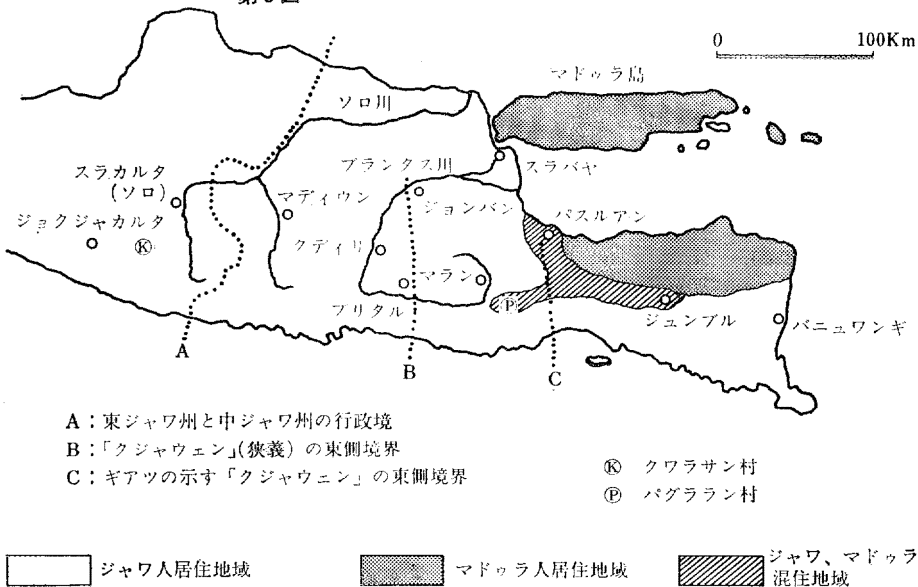 0 100Km
マドゥラ島
ソロ川
ブランタス川
スラバヤ
スラカルタ
(ソロ)
マディウン
ジョンバン
パスルアン
ジョクジャカルタ
Ⓚ
クディリ
マラン
Ⓟ
ブリタル
ジュンブル
バニュワンギ
A
B
C
A：東ジャワ州と中ジャワ州の行政境
B：「クジャウェン」(狭義)の東側境界
C：ギアツの示す「クジャウェン」の東側境界
Ⓚ クワラサン村
Ⓟ パグララン村
ジャワ人居住地域
マドゥラ人居住地域
ジャワ、マドゥラ
混住地域